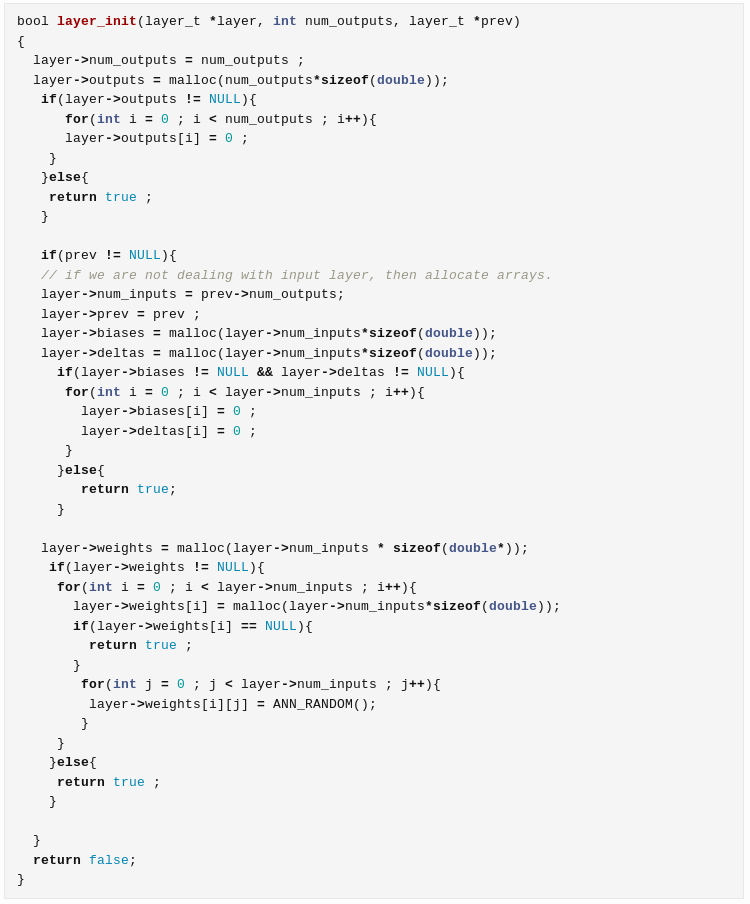 bool layer_init(layer_t *layer, int num_outputs, layer_t *prev)
{
  layer->num_outputs = num_outputs ;
  layer->outputs = malloc(num_outputs*sizeof(double));
   if(layer->outputs != NULL){
      for(int i = 0 ; i < num_outputs ; i++){
      layer->outputs[i] = 0 ;
    }
   }else{
    return true ;
   }

   if(prev != NULL){
   // if we are not dealing with input layer, then allocate arrays.
   layer->num_inputs = prev->num_outputs;
   layer->prev = prev ;
   layer->biases = malloc(layer->num_inputs*sizeof(double));
   layer->deltas = malloc(layer->num_inputs*sizeof(double));
     if(layer->biases != NULL && layer->deltas != NULL){
      for(int i = 0 ; i < layer->num_inputs ; i++){
        layer->biases[i] = 0 ;
        layer->deltas[i] = 0 ;
      }
     }else{
        return true;
     }

   layer->weights = malloc(layer->num_inputs * sizeof(double*));
    if(layer->weights != NULL){
     for(int i = 0 ; i < layer->num_inputs ; i++){
       layer->weights[i] = malloc(layer->num_inputs*sizeof(double));
       if(layer->weights[i] == NULL){
         return true ;
       }
        for(int j = 0 ; j < layer->num_inputs ; j++){
         layer->weights[i][j] = ANN_RANDOM();
        }
     }
    }else{
     return true ;
    }

  }
  return false;
}